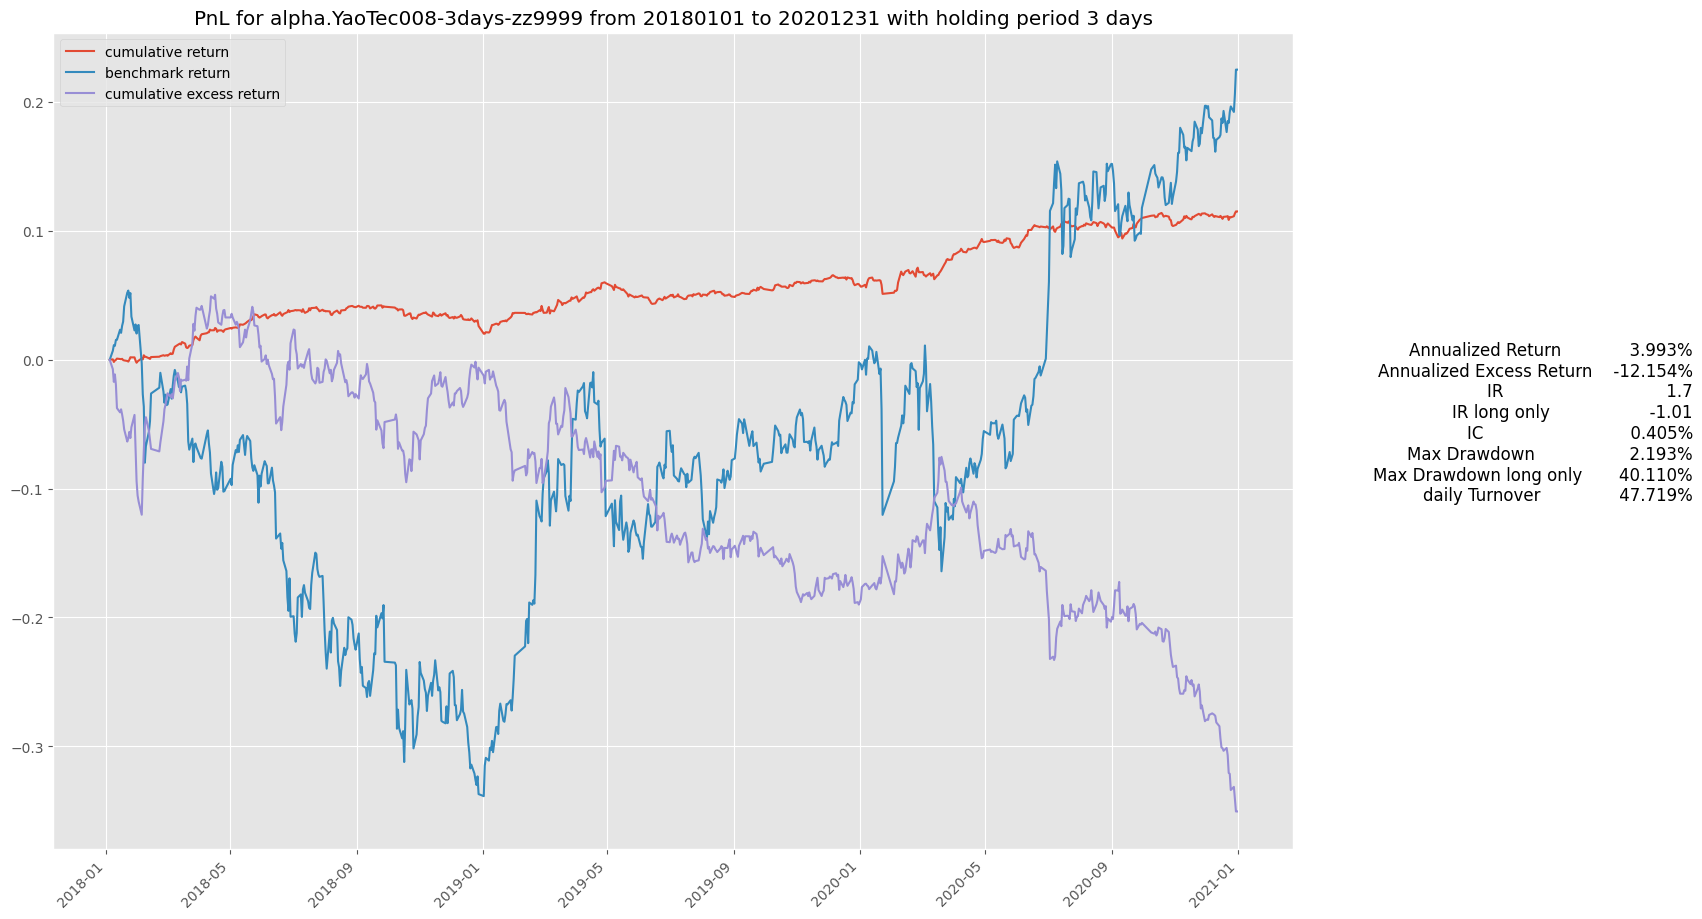 PnL for alpha.YaoTec008-3days-zz9999 from 20180101 to 20201231 with holding period 3 days
cumulative return
benchmark return
cumulative excess return
0.2
0.1
0.0
−0.1
−0.2
−0.3
2018-01
2018-05
2018-09
2019-01
2019-05
2019-09
2020-01
2020-05
2020-09
2021-01
Annualized Return 3.993%
Annualized Excess Return -12.154%
IR 1.7
IR long only -1.01
IC 0.405%
Max Drawdown 2.193%
Max Drawdown long only 40.110%
daily Turnover 47.719%